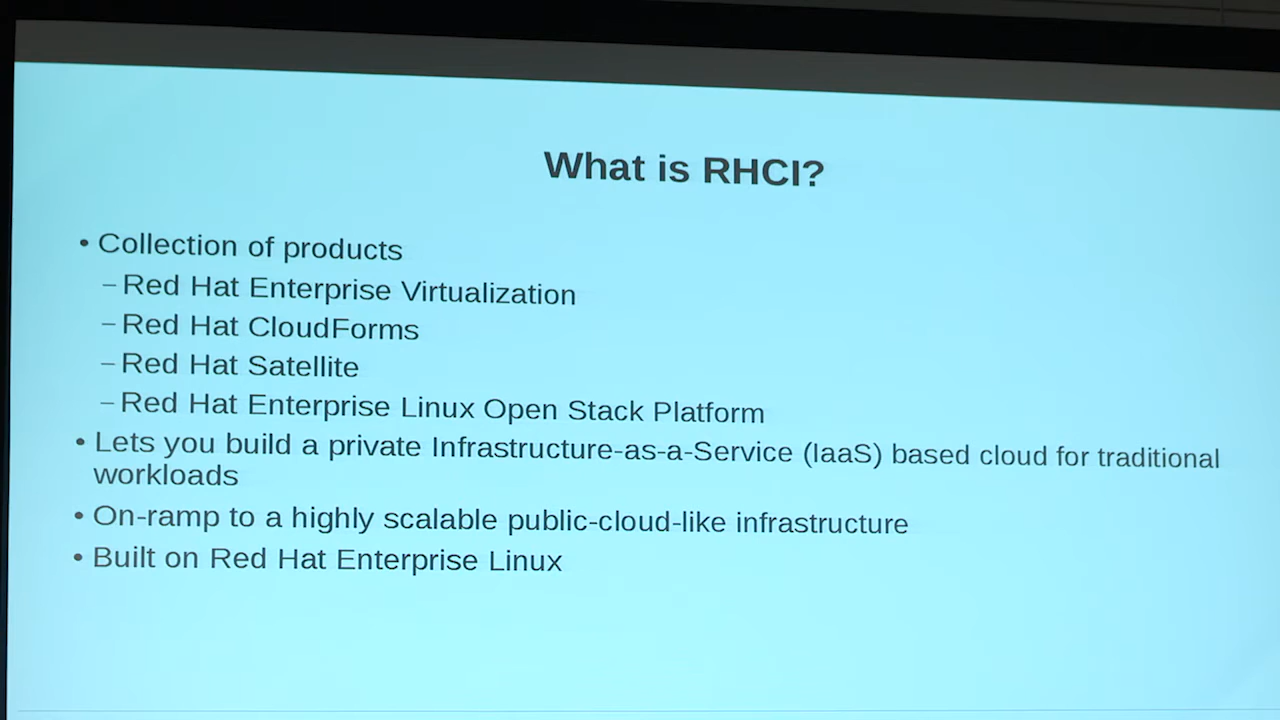 What is RHCI?
• Collection of products
– Red Hat Enterprise Virtualization
– Red Hat CloudForms
– Red Hat Satellite
– Red Hat Enterprise Linux Open Stack Platform
• Lets you build a private Infrastructure-as-a-Service (IaaS) based cloud for traditional
workloads
• On-ramp to a highly scalable public-cloud-like infrastructure
• Built on Red Hat Enterprise Linux